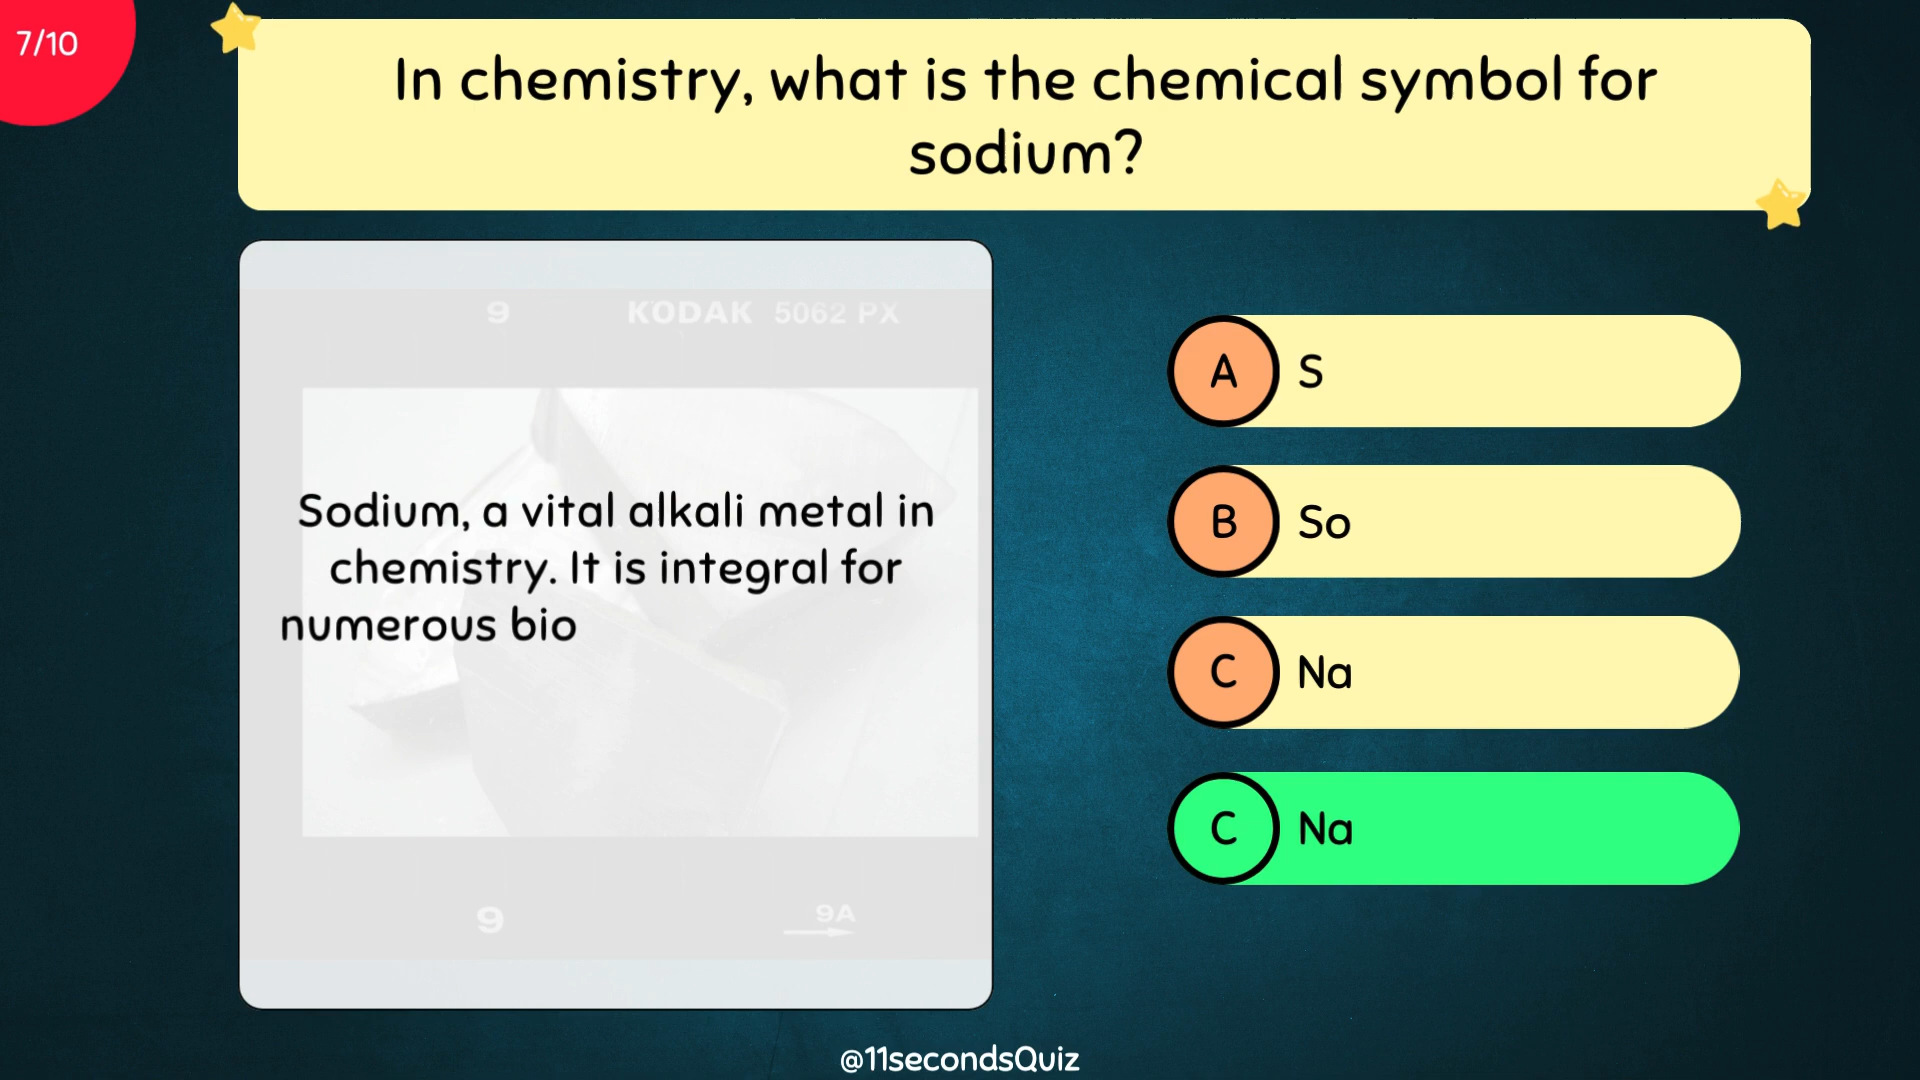 7/10
In chemistry, what is the chemical symbol for
sodium?
9 KODAK 5062 PX
Sodium, a vital alkali metal in
chemistry. It is integral for
numerous bio
9 9A
A S
B So
C Na
C Na
@11secondsQuiz